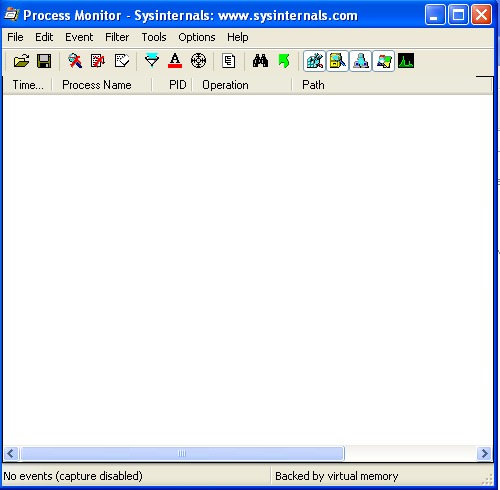 Process Monitor - Sysinternals: www.sysinternals.com
File Edit Event Filter Tools Options Help
Time... Process Name PID Operation Path
No events (capture disabled) Backed by virtual memory